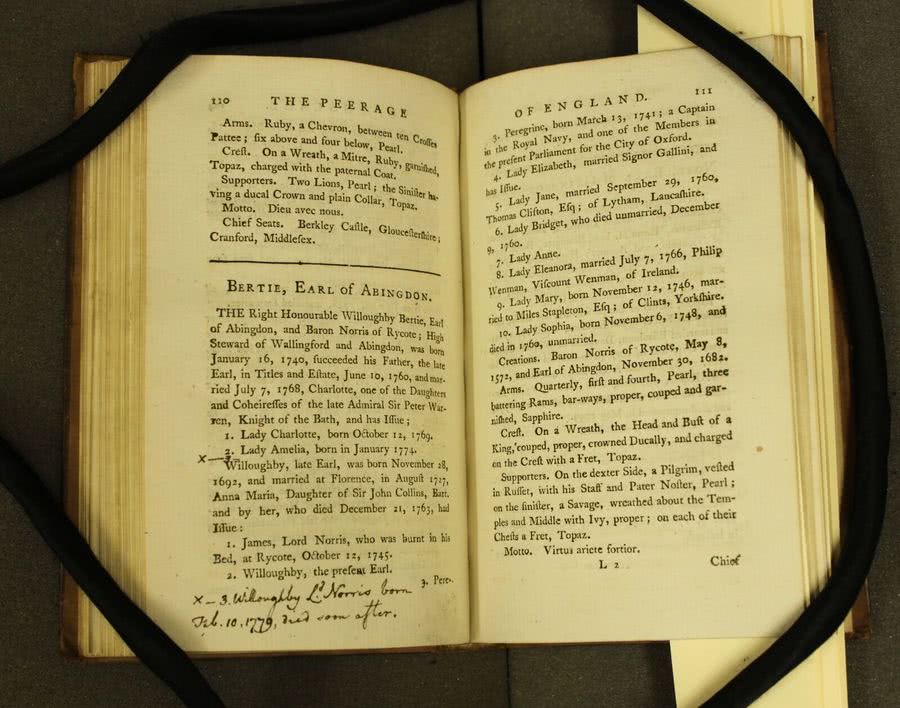 110 THE PEERAGE
Arms. Ruby, a Chevron, between ten Crosses
Pattee; six above and four below, Pearl.
Crest. On a Wreath, a Mitre, Ruby, garnished,
Topaz, charged with the paternal Coat.
Supporters. Two Lions, Pearl; the Sinister ha-
ving a ducal Crown and plain Collar, Topaz.
Motto. Dieu avec nous.
Chief Seats. Berkley Castle, Gloucestershire;
Cranford, Middlesex.
BERTIE, EARL of ABINGDON.
THE Right Honourable Willoughby Bertie, Earl
of Abingdon, and Baron Norris of Rycote; High
Steward of Wallingford and Abingdon, was born
January 16, 1740, succeeded his Father, the late
Earl, in Titles and Estate, June 10, 1760, and mar-
ried July 7, 1768, Charlotte, one of the Daughters
and Coheiresses of the late Admiral Sir Peter War-
ren, Knight of the Bath, and has Issue;
1. Lady Charlotte, born October 12, 1769.
2. Lady Amelia, born in January 1774.
x—3
Willoughby, late Earl, was born November 28,
1692, and married at Florence, in August 1727,
Anna Maria, Daughter of Sir John Collins, Bart.
and by her, who died December 21, 1763, had
Issue:
1. James, Lord Norris, who was burnt in his
Bed, at Rycote, October 12, 1745.
2. Willoughby, the present Earl.
3. Pere-
x—3. Willoughby Ld. Norris born
Feb. 10, 1779, died soon after.
OF ENGLAND. 111
3. Peregrine, born March 13, 1741; a Captain
in the Royal Navy, and one of the Members in
the present Parliament for the City of Oxford.
4. Lady Elizabeth, married Signor Gallini, and
has Issue.
5. Lady Jane, married September 29, 1760,
Thomas Clifton, Esq; of Lytham, Lancashire.
6. Lady Bridget, who died unmarried, December
9, 1760.
7. Lady Anne.
8. Lady Eleanora, married July 7, 1766, Philip
Wenman, Viscount Wenman, of Ireland.
9. Lady Mary, born November 12, 1746, mar-
ried to Miles Stapleton, Esq; of Clints, Yorkshire.
10. Lady Sophia, born November 6, 1748, and
died in 1760, unmarried.
Creations. Baron Norris of Rycote, May 8,
1572, and Earl of Abingdon, November 30, 1682.
Arms. Quarterly, first and fourth, Pearl, three
battering Rams, bar-ways, proper, couped and gar-
nished, Sapphire.
Crest. On a Wreath, the Head and Bust of a
King, couped, proper, crowned Ducally, and charged
on the Crest with a Fret, Topaz.
Supporters. On the dexter Side, a Pilgrim, vested
in Russet, with his Staff and Pater Noster, Pearl;
on the sinister, a Savage, wreathed about the Tem-
ples and Middle with Ivy, proper; on each of their
Chests a Fret, Topaz.
Motto. Virtus ariete fortior.
L 2 Chief